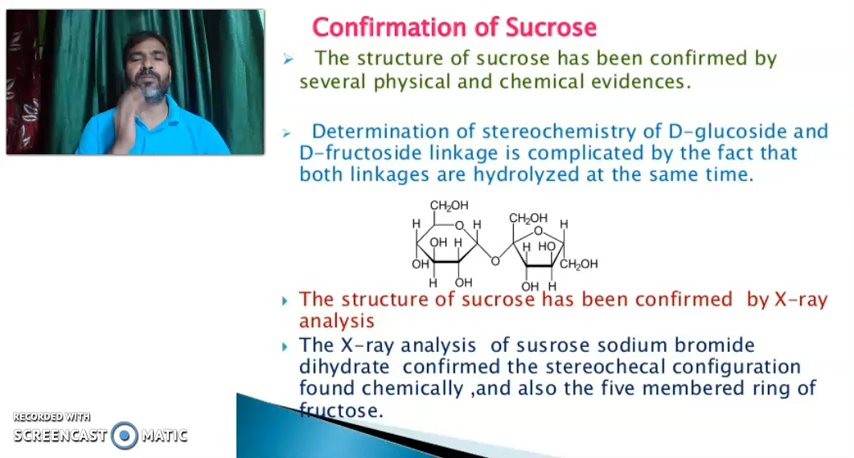 Confirmation of Sucrose
The structure of sucrose has been confirmed by
several physical and chemical evidences.
Determination of stereochemistry of D-glucoside and
D-fructoside linkage is complicated by the fact that
both linkages are hydrolyzed at the same time.
CH₂OH
CH₂OH
H
O
H
H
O
OH H
H HO
OH
O
CH₂OH
H
OH
OH H
The structure of sucrose has been confirmed by X-ray
analysis
The X-ray analysis of susrose sodium bromide
dihydrate confirmed the stereochecal configuration
found chemically ,and also the five membered ring of
fructose.
RECORDED WITH
SCREENCAST MATIC